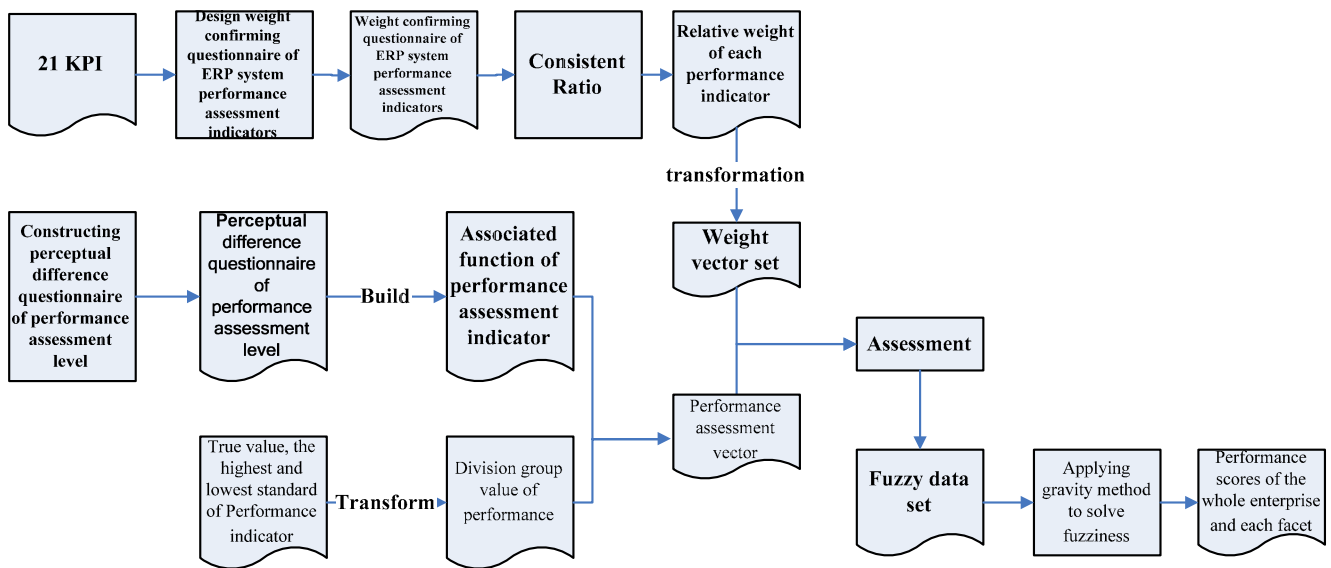 21 KPI
Design weight
confirming
questionnaire of
ERP system
performance
assessment
indicators
Weight confirming
questionnaire of
ERP system
performance
assessment
indicators
Consistent
Ratio
Relative weight
of each
performance
indicator
transformation
Constructing
perceptual
difference
questionnaire
of performance
assessment
level
Perceptual
difference
questionnaire
of
performance
assessment
level
Build
Associated
function of
performance
assessment
indicator
Weight
vector set
Assessment
True value, the
highest and
lowest standard
of Performance
indicator
Transform
Division group
value of
performance
Performance
assessment
vector
Fuzzy data
set
Applying
gravity method
to solve
fuzziness
Performance
scores of the
whole enterprise
and each facet